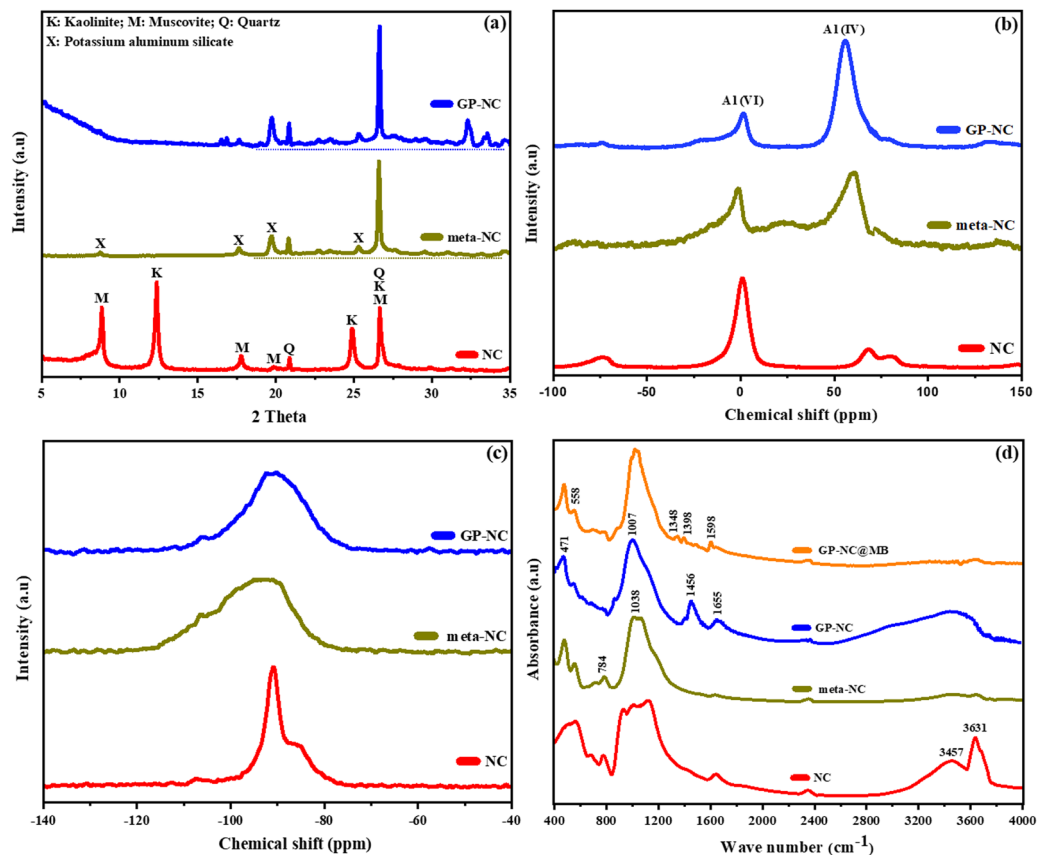 K: Kaolinite; M: Muscovite; Q: Quartz
X: Potassium aluminum silicate
(a)
GP-NC
X
X
X
X
meta-NC
M
K
M
M
Q
K
Q
K
M
NC
Intensity (a.u)
5
10
15
20
25
30
35
2 Theta
(b)
A1(IV)
A1(VI)
GP-NC
meta-NC
NC
Intensity (a.u)
-100
-50
0
50
100
150
Chemical shift (ppm)
(c)
GP-NC
meta-NC
NC
Intensity (a.u)
-140
-120
-100
-80
-60
-40
Chemical shift (ppm)
(d)
558
1348
1398
1598
GP-NC@MB
471
1007
1456
1655
GP-NC
784
1038
meta-NC
3457
3631
NC
Absorbance (a.u)
400
800
1200
1600
2000
2400
2800
3200
3600
4000
Wave number (cm⁻¹)